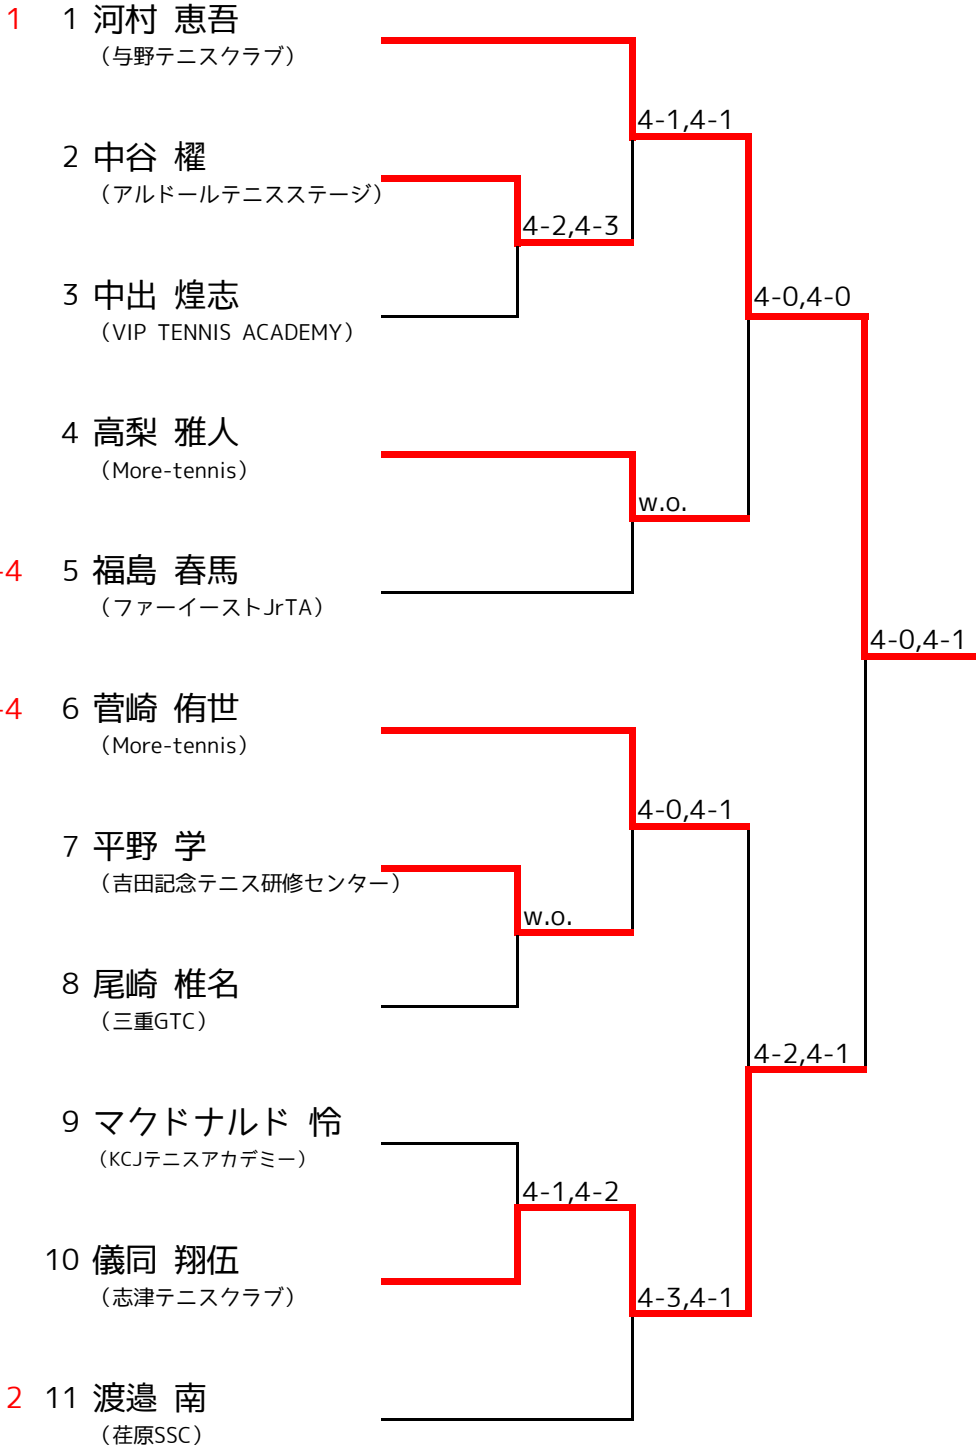 1 1 河村 恵吾
（与野テニスクラブ）
4-1,4-1
2 中谷 櫂
（アルドールテニスステージ）
4-2,4-3
3 中出 煌志
（VIP TENNIS ACADEMY）
4-0,4-0
4 高梨 雅人
（More-tennis）
w.o.
-4 5 福島 春馬
（ファーイーストJrTA）
4-0,4-1
-4 6 菅崎 侑世
（More-tennis）
4-0,4-1
7 平野 学
（吉田記念テニス研修センター）
w.o.
8 尾崎 椎名
（三重GTC）
4-2,4-1
9 マクドナルド 怜
（KCJテニスアカデミー）
4-1,4-2
10 儀同 翔伍
（志津テニスクラブ）
4-3,4-1
2 11 渡邉 南
（荏原SSC）